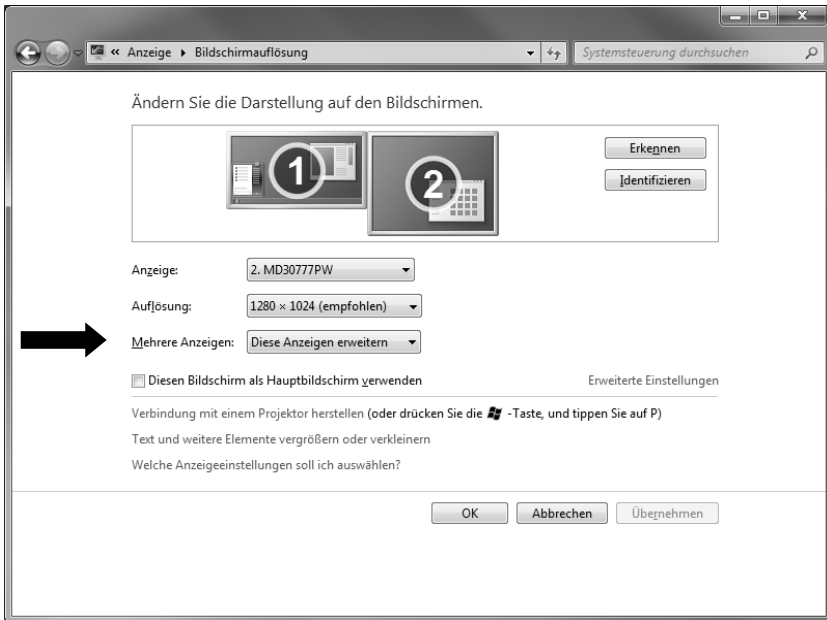 « Anzeige ▸ Bildschirmauflösung
Systemsteuerung durchsuchen
Ändern Sie die Darstellung auf den Bildschirmen.
1
2
Erkennen
Identifizieren
Anzeige: 2. MD30777PW
Auflösung: 1280 × 1024 (empfohlen)
Mehrere Anzeigen: Diese Anzeigen erweitern
Diesen Bildschirm als Hauptbildschirm verwenden
Erweiterte Einstellungen
Verbindung mit einem Projektor herstellen (oder drücken Sie die -Taste, und tippen Sie auf P)
Text und weitere Elemente vergrößern oder verkleinern
Welche Anzeigeeinstellungen soll ich auswählen?
OK Abbrechen Übernehmen